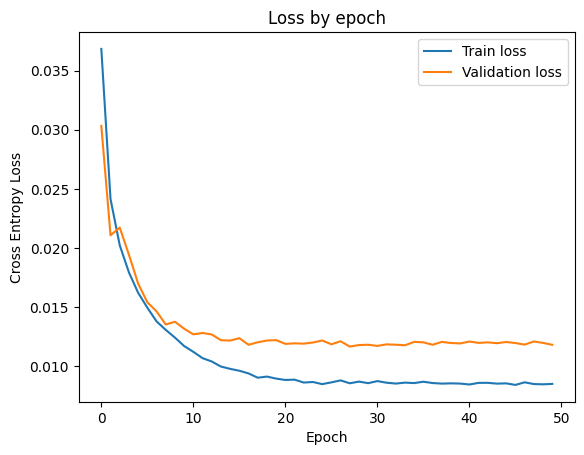 Loss by epoch
Train loss
Validation loss
0.035
0.030
0.025
0.020
0.015
0.010
Cross Entropy Loss
0
10
20
30
40
50
Epoch